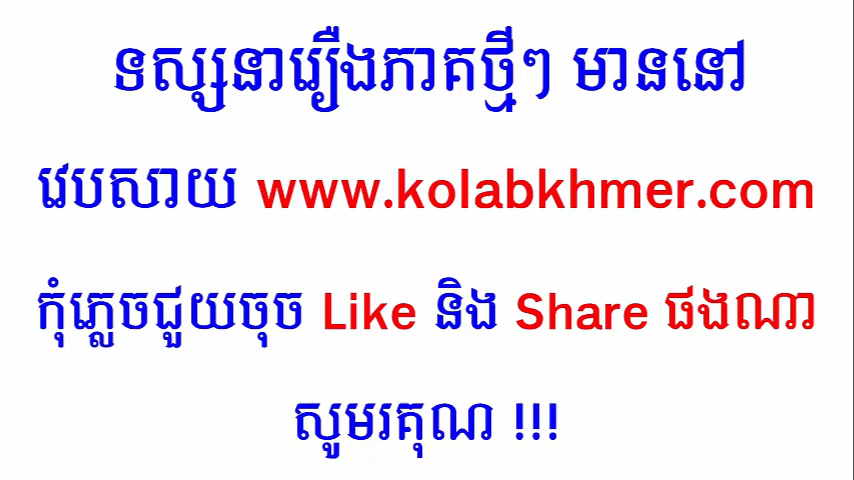 ទស្សនារឿងភាគថ្មីៗ មាននៅ
វេបសាយ www.kolabkhmer.com
កុំភ្លេចជួយចុច Like និង Share ផងណា
សូមរគុណ !!!